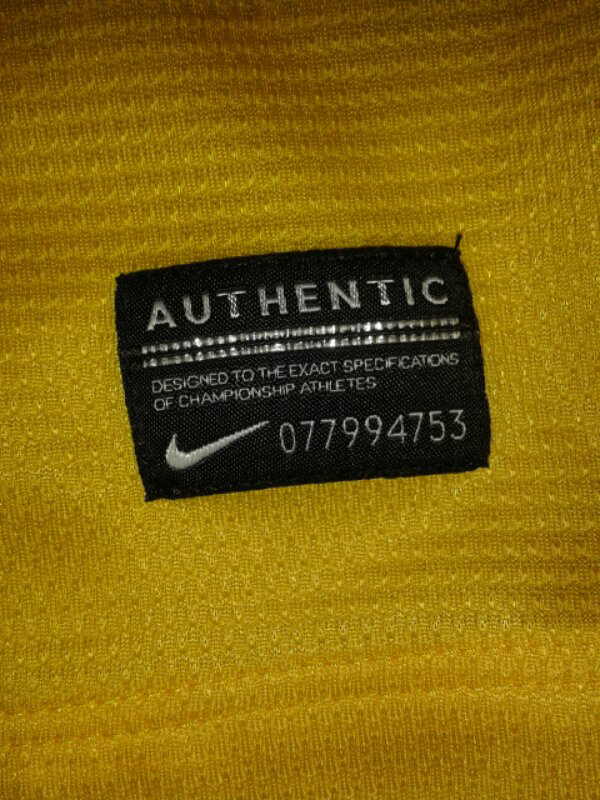 AUTHENTIC
DESIGNED TO THE EXACT SPECIFICATIONS
OF CHAMPIONSHIP ATHLETES
077994753